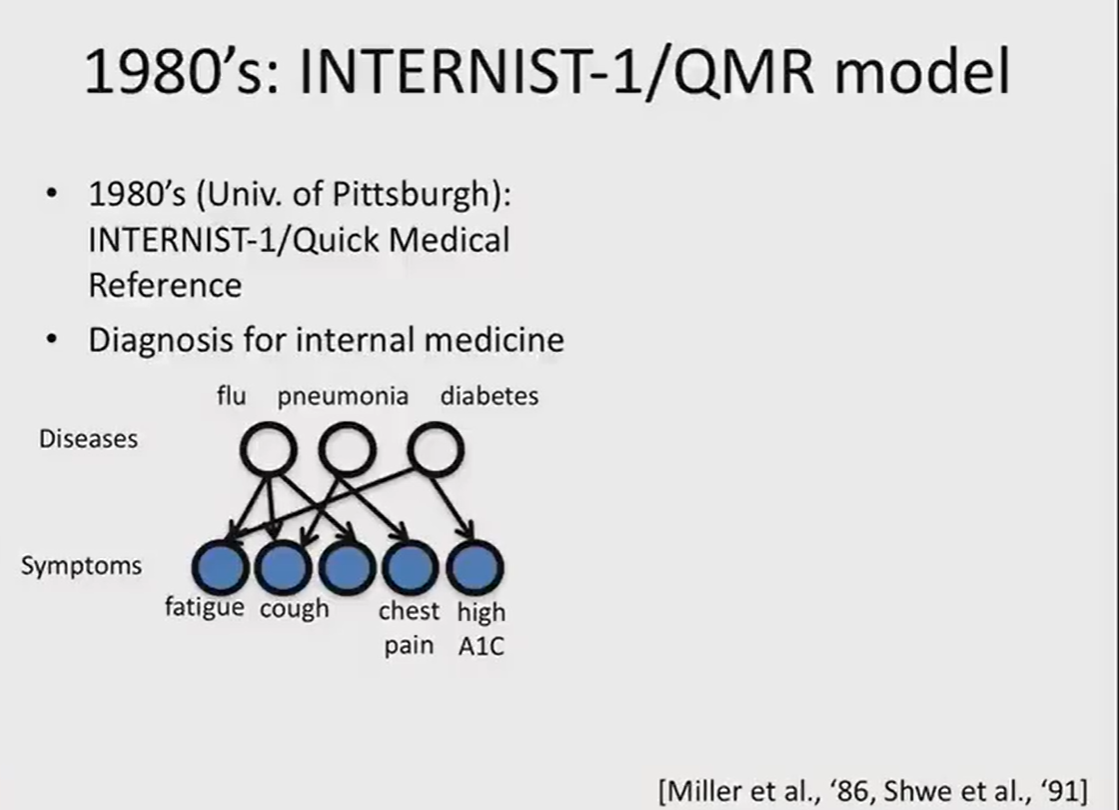 1980’s: INTERNIST-1/QMR model
• 1980’s (Univ. of Pittsburgh):
INTERNIST-1/Quick Medical
Reference
• Diagnosis for internal medicine
flu pneumonia diabetes
Diseases
Symptoms
fatigue cough chest high
pain A1C
[Miller et al., ‘86, Shwe et al., ‘91]